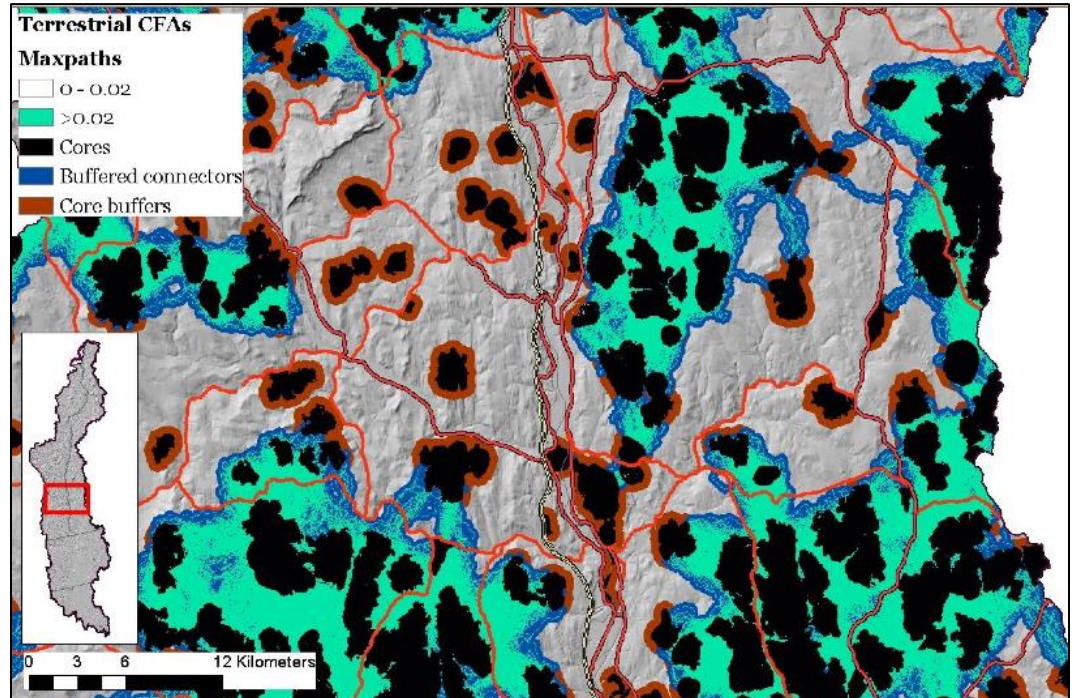 Terrestrial CFAs
Maxpaths
0 - 0.02
>0.02
Cores
Buffered connectors
Core buffers
0 3 6 12 Kilometers